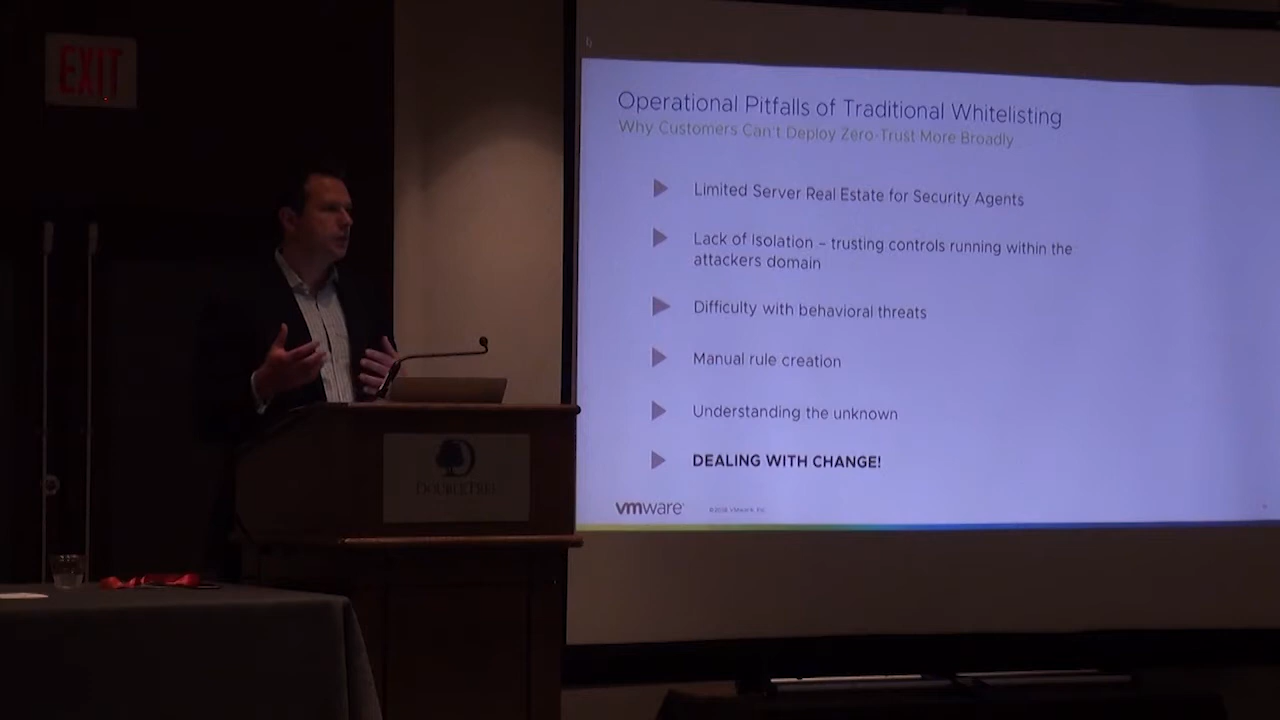 EXIT
Operational Pitfalls of Traditional Whitelisting
Why Customers Can't Deploy Zero-Trust More Broadly
Limited Server Real Estate for Security Agents
Lack of Isolation – trusting controls running within the
attackers domain
Difficulty with behavioral threats
Manual rule creation
Understanding the unknown
DEALING WITH CHANGE!
vmware
DOUBLETREE